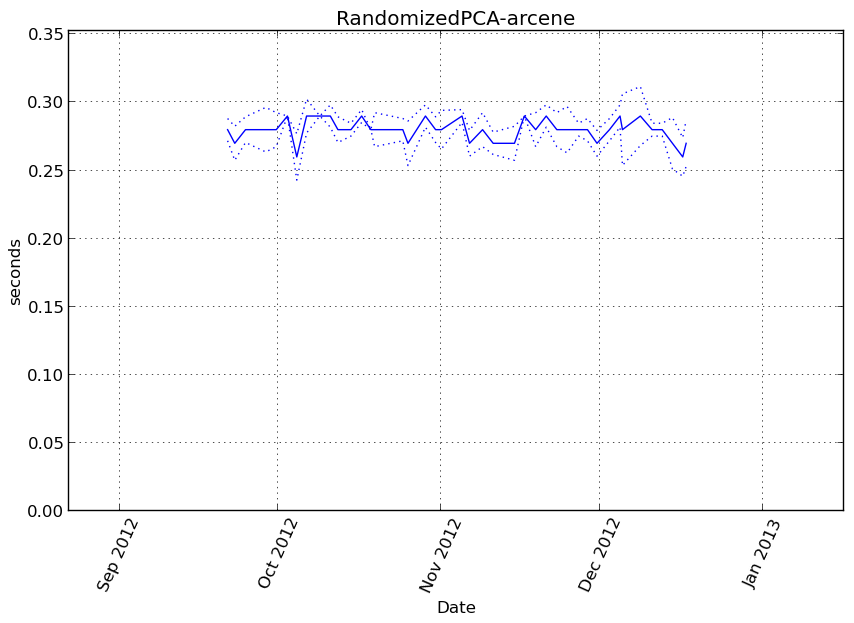 RandomizedPCA-arcene
0.35
0.30
0.25
0.20
0.15
0.10
0.05
0.00
seconds
Sep 2012
Oct 2012
Nov 2012
Dec 2012
Jan 2013
Date